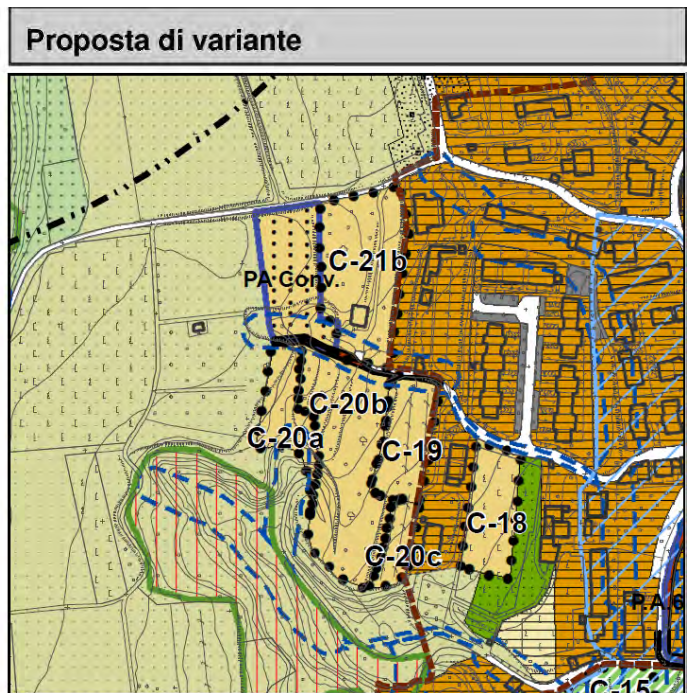 Proposta di variante
C-21b
PA Conv.
C-20b
C-20a
C-19
C-18
C-20c
P.A 6
C-15